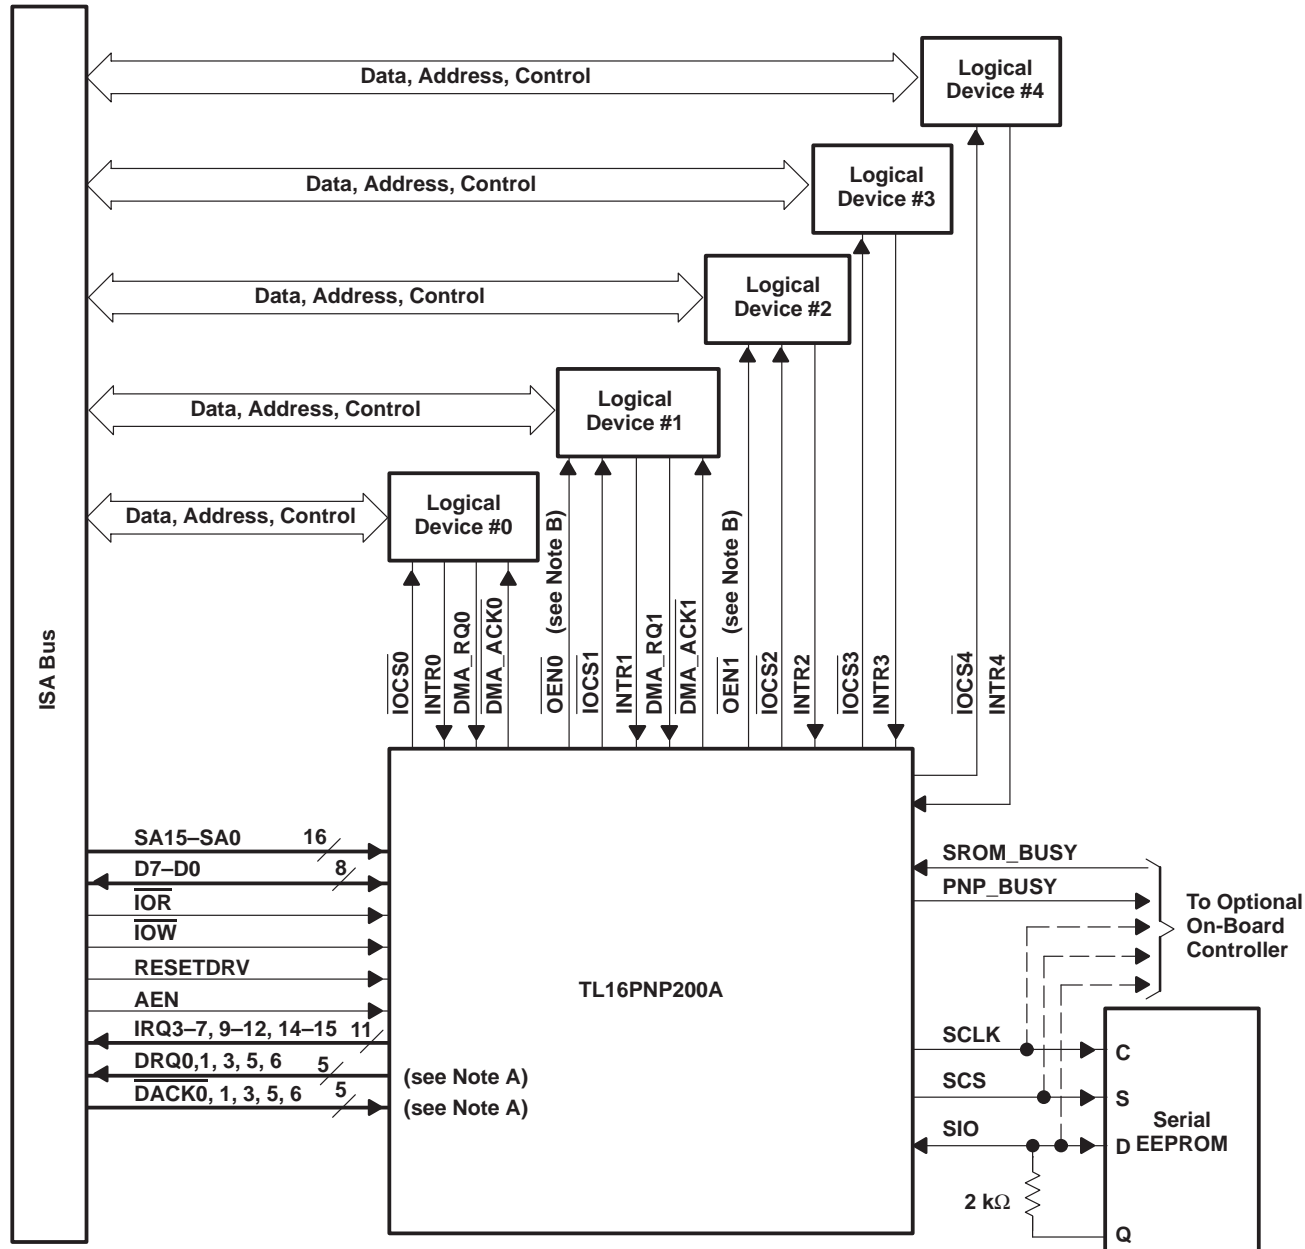 Data, Address, Control
Logical
Device #4
Data, Address, Control
Logical
Device #3
Data, Address, Control
Logical
Device #2
Data, Address, Control
Logical
Device #1
Data, Address, Control
Logical
Device #0
ISA Bus
IOCS0
INTR0
DMA_RQ0
DMA_ACK0
OEN0 (see Note B)
IOCS1
INTR1
DMA_RQ1
DMA_ACK1
OEN1 (see Note B)
IOCS2
INTR2
IOCS3
INTR3
IOCS4
INTR4
SA15–SA0 16
D7–D0 8
IOR
IOW
RESETDRV
AEN
IRQ3–7, 9–12, 14–15 11
DRQ0,1, 3, 5, 6 5
(see Note A)
DACK0, 1, 3, 5, 6 5
(see Note A)
TL16PNP200A
SROM_BUSY
PNP_BUSY
To Optional
On-Board
Controller
SCLK
C
SCS
S
SIO
D
Serial
EEPROM
2 kΩ
Q